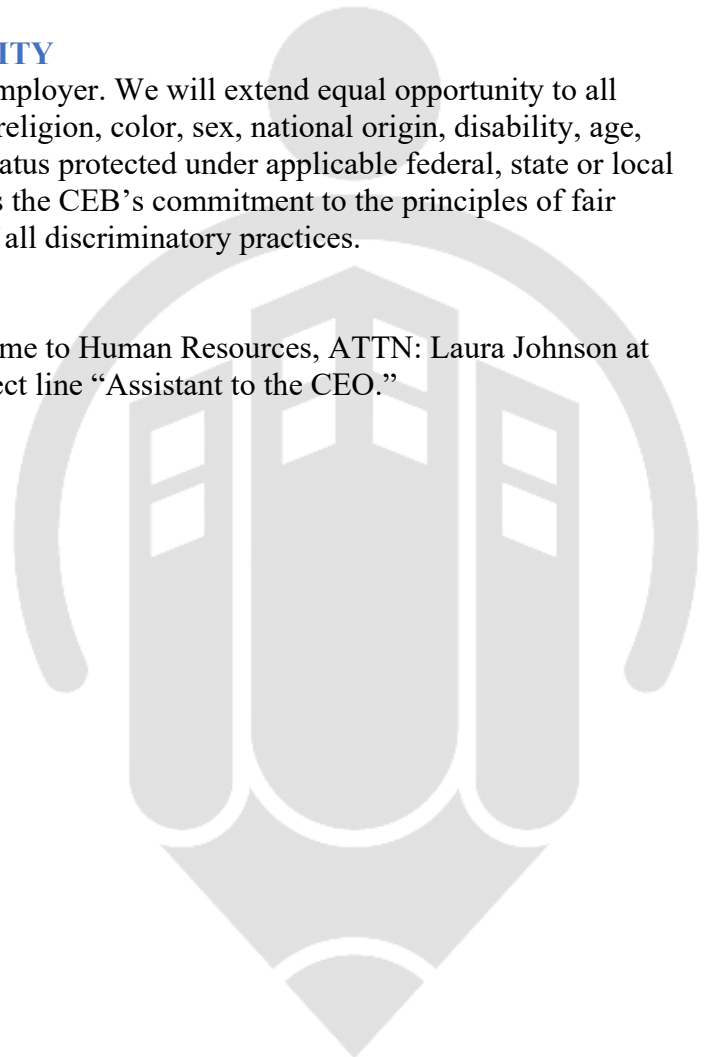 ITY
mployer. We will extend equal opportunity to all
religion, color, sex, national origin, disability, age,
atus protected under applicable federal, state or local
s the CEB’s commitment to the principles of fair
all discriminatory practices.
me to Human Resources, ATTN: Laura Johnson at
ect line “Assistant to the CEO.”